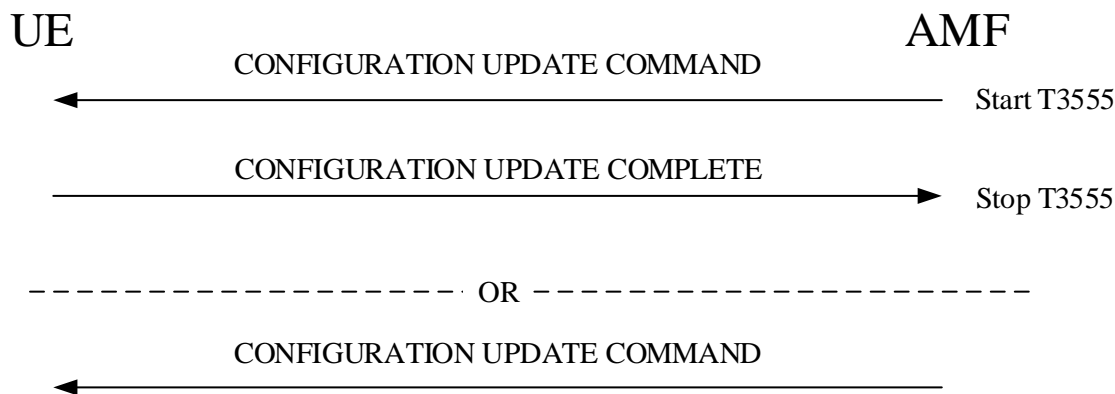 UE AMF
CONFIGURATION UPDATE COMMAND
Start T3555
CONFIGURATION UPDATE COMPLETE
Stop T3555
OR
CONFIGURATION UPDATE COMMAND